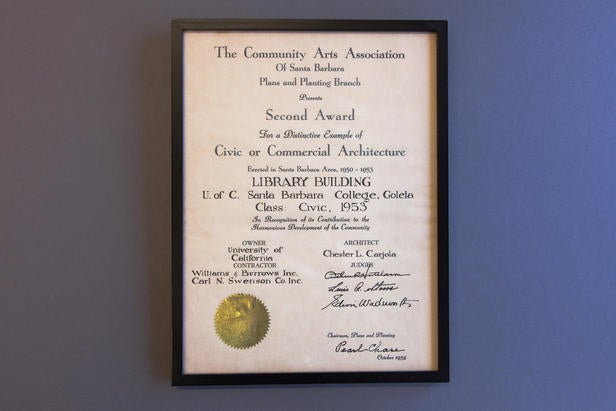 The Community Arts Association
Of Santa Barbara
Plans and Planting Branch
Presents
Second Award
For a Distinctive Example of
Civic or Commercial Architecture
Erected in Santa Barbara Area, 1950 - 1953
LIBRARY BUILDING
U. of C. Santa Barbara College, Goleta
Class: Civic, 1953
In Recognition of its Contribution to the
Harmonious Development of the Community
OWNER
University of
California
CONTRACTOR
Williams & Berrows Inc.
Carl N. Swenson Co. Inc.
ARCHITECT
Chester L. Carjola
JUDGES
Chairman, Plans and Planting
Pearl Chase
October 1954